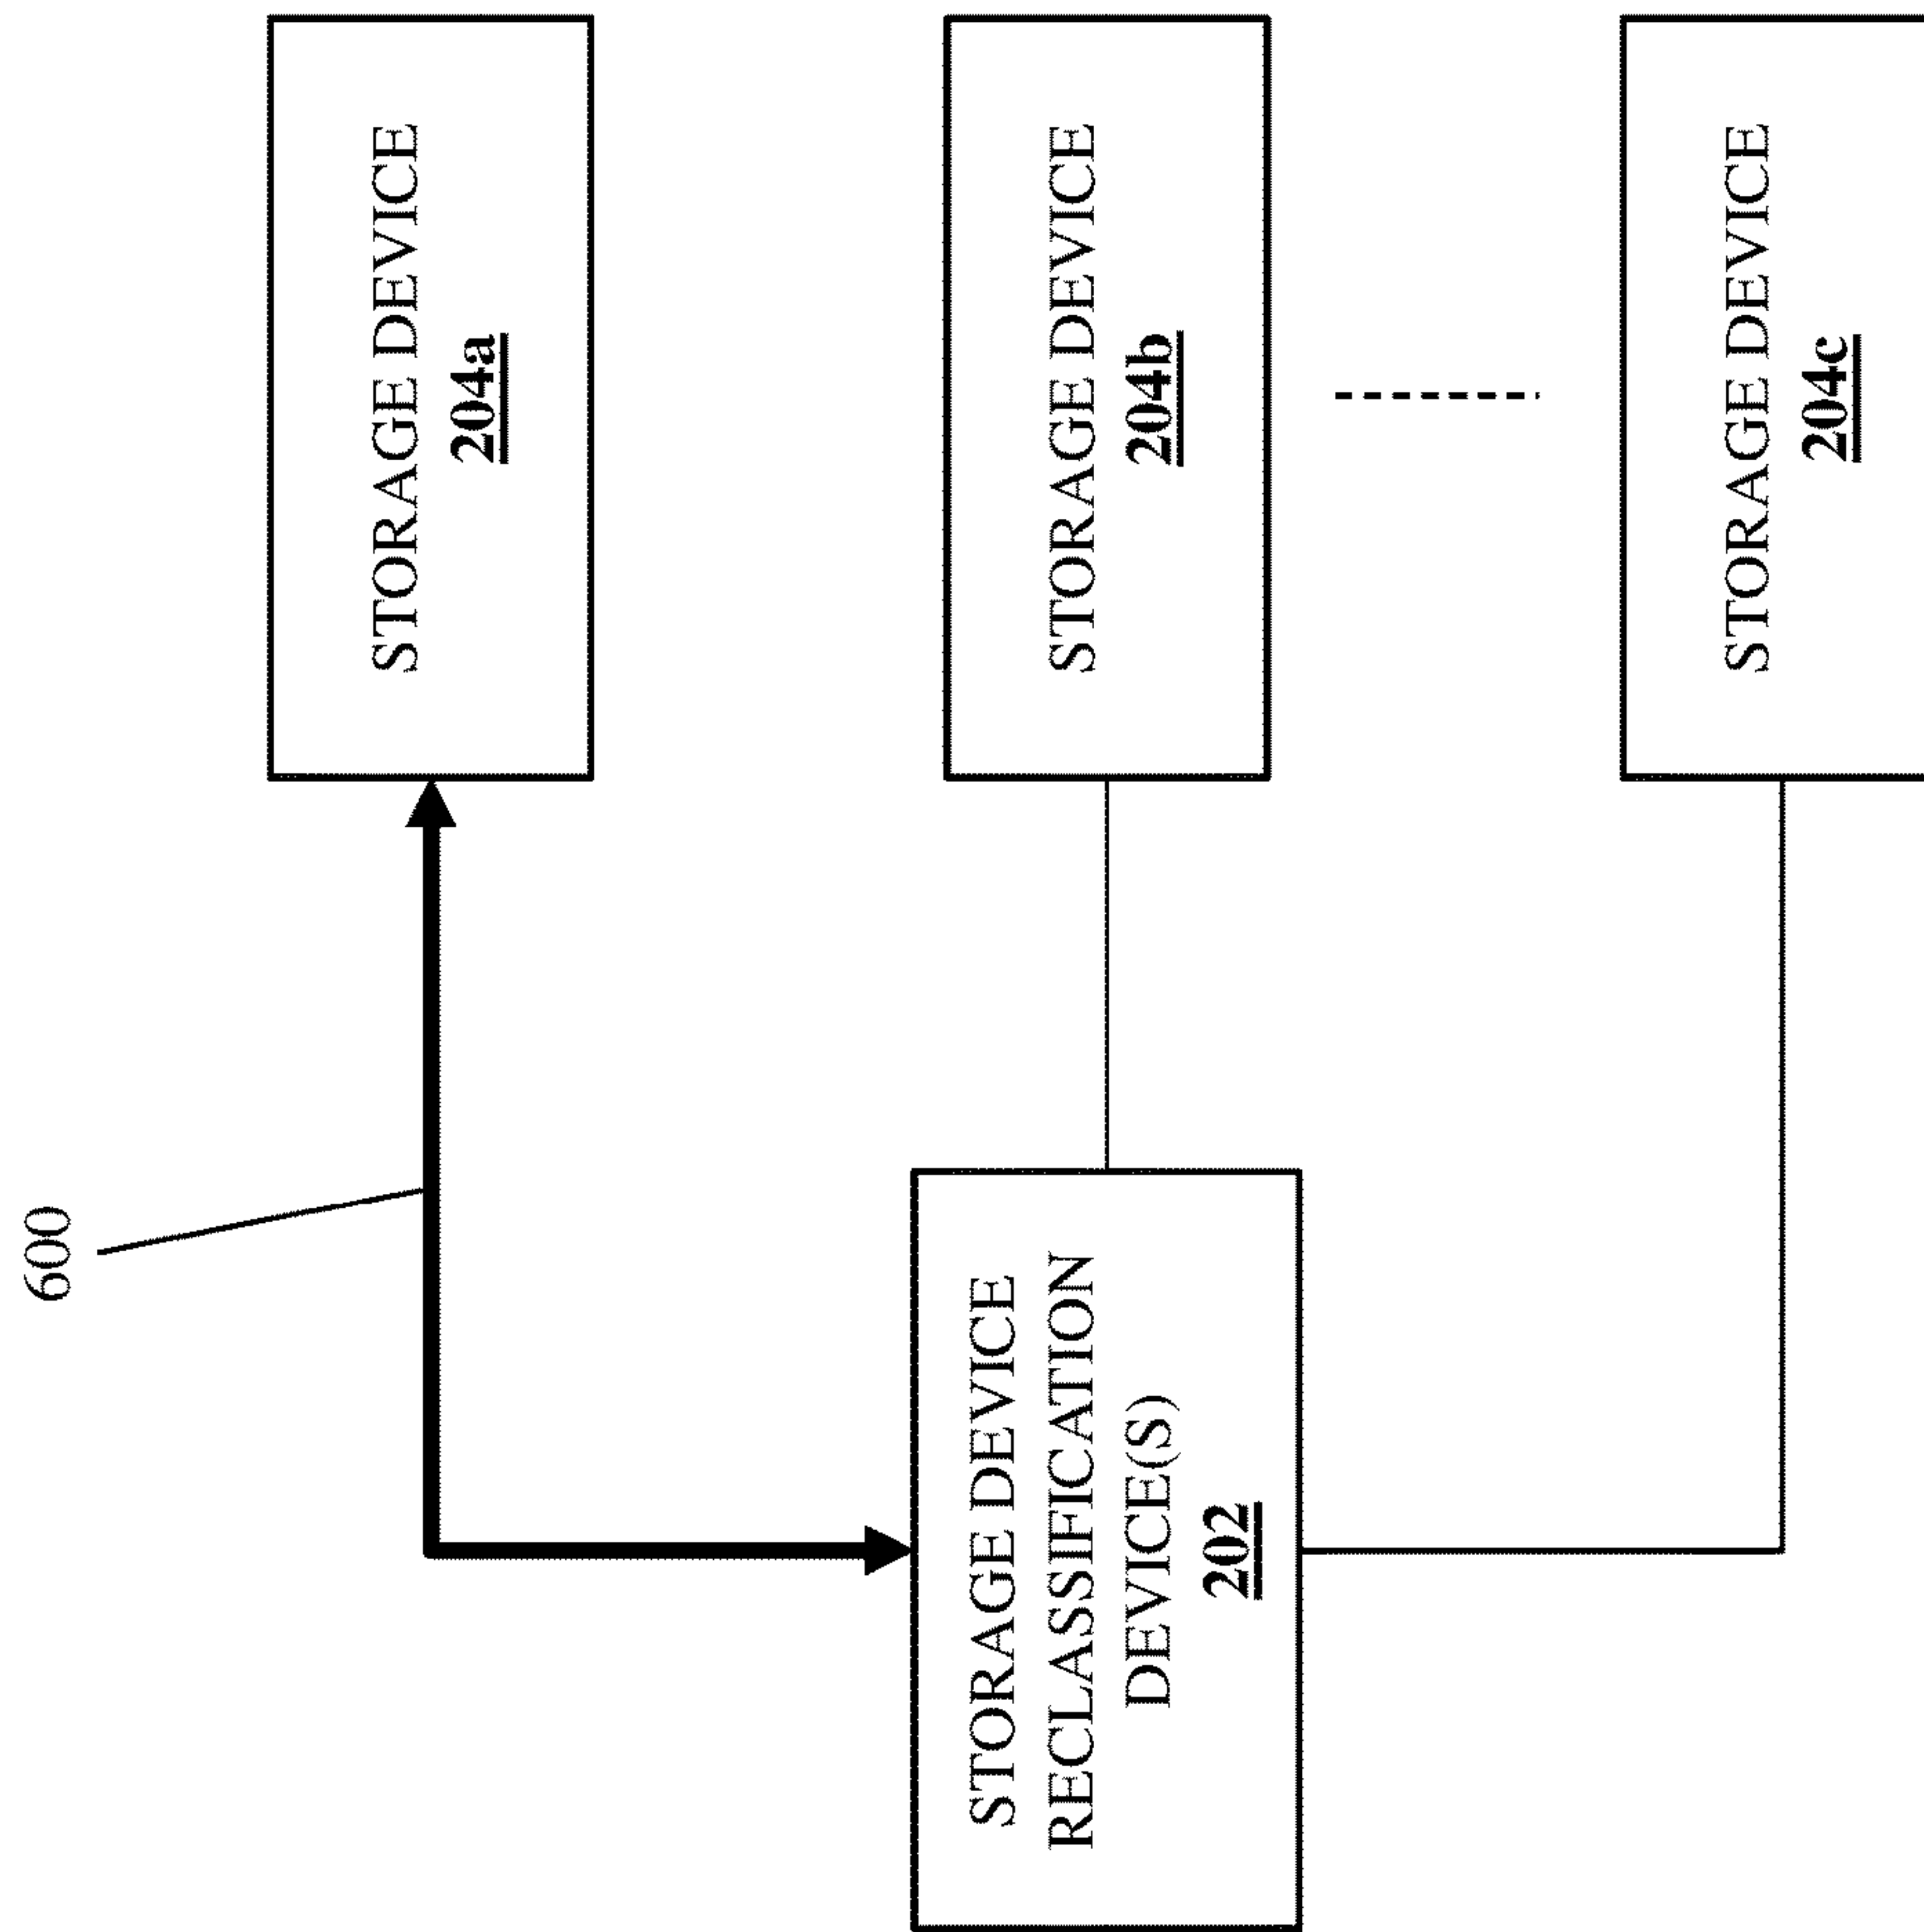 600
STORAGE DEVICE
204a
STORAGE DEVICE
RECLASSIFICATION
DEVICE(S)
202
STORAGE DEVICE
204b
STORAGE DEVICE
204c